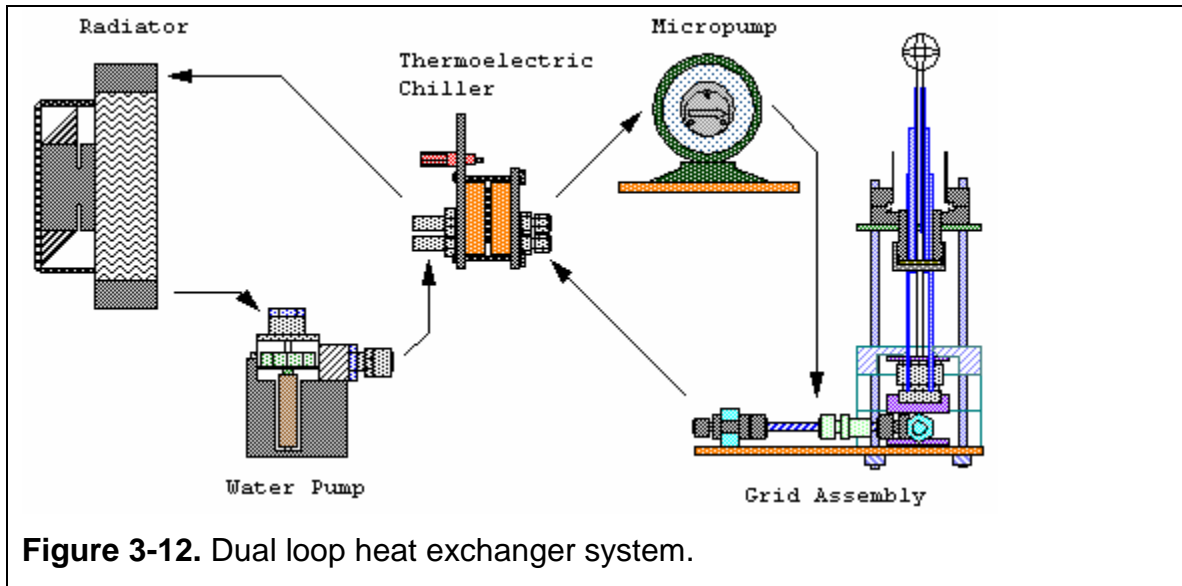 Radiator
Micropump
Thermoelectric
Chiller
Water Pump
Grid Assembly
Figure 3-12. Dual loop heat exchanger system.